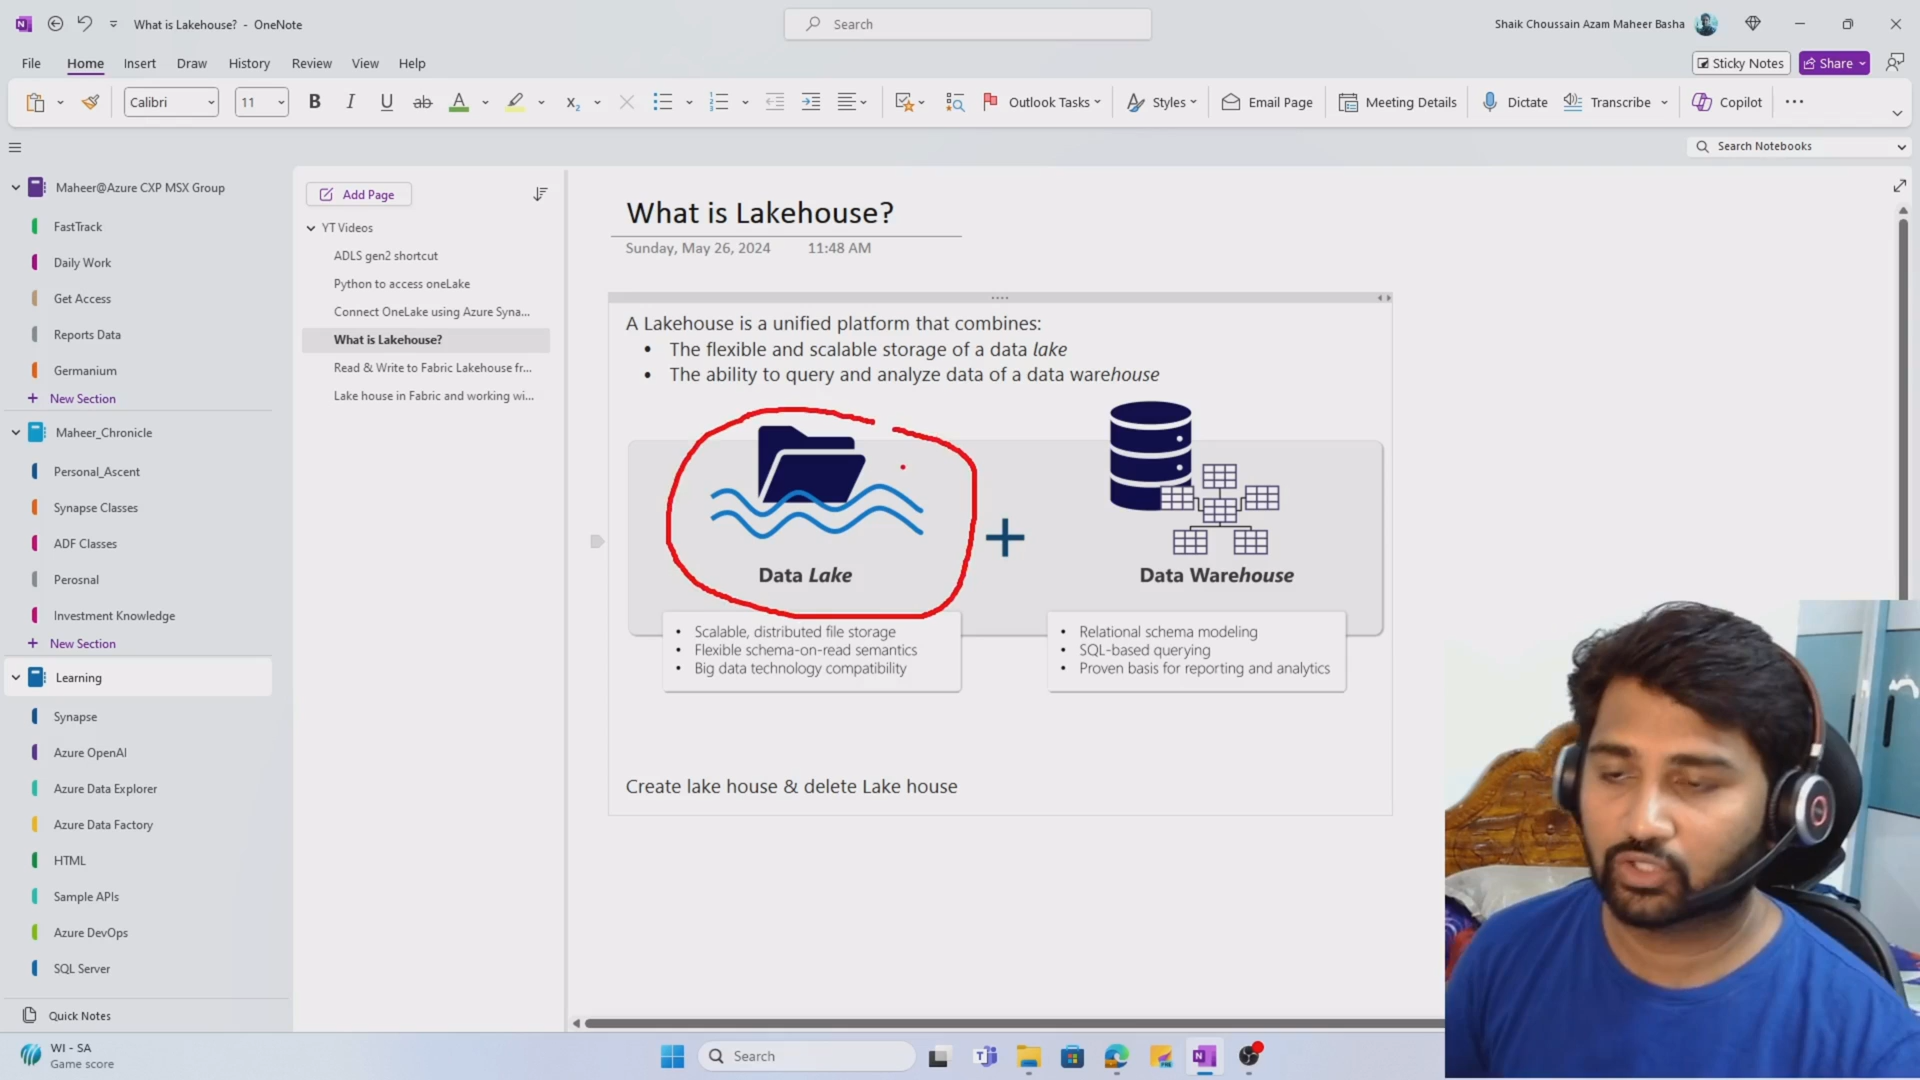 What is Lakehouse? - OneNote
Search
Shaik Choussain Azam Maheer Basha
File Home Insert Draw History Review View Help
Sticky Notes
Share
Calibri
11
B I U ab A
Outlook Tasks
Styles
Email Page
Meeting Details
Dictate
Transcribe
Copilot
Search Notebooks
Maheer@Azure CXP MSX Group
FastTrack
Daily Work
Get Access
Reports Data
Germanium
New Section
Maheer_Chronicle
Personal_Ascent
Synapse Classes
ADF Classes
Perosnal
Investment Knowledge
New Section
Learning
Synapse
Azure OpenAI
Azure Data Explorer
Azure Data Factory
HTML
Sample APIs
Azure DevOps
SQL Server
Quick Notes
Add Page
YT Videos
ADLS gen2 shortcut
Python to access oneLake
Connect OneLake using Azure Syna...
What is Lakehouse?
Read & Write to Fabric Lakehouse fr...
Lake house in Fabric and working wi...
What is Lakehouse?
Sunday, May 26, 2024 11:48 AM
A Lakehouse is a unified platform that combines:
• The flexible and scalable storage of a data lake
• The ability to query and analyze data of a data warehouse
Data Lake
Data Warehouse
• Scalable, distributed file storage
• Flexible schema-on-read semantics
• Big data technology compatibility
• Relational schema modeling
• SQL-based querying
• Proven basis for reporting and analytics
Create lake house & delete Lake house
WI - SA
Game score
Search